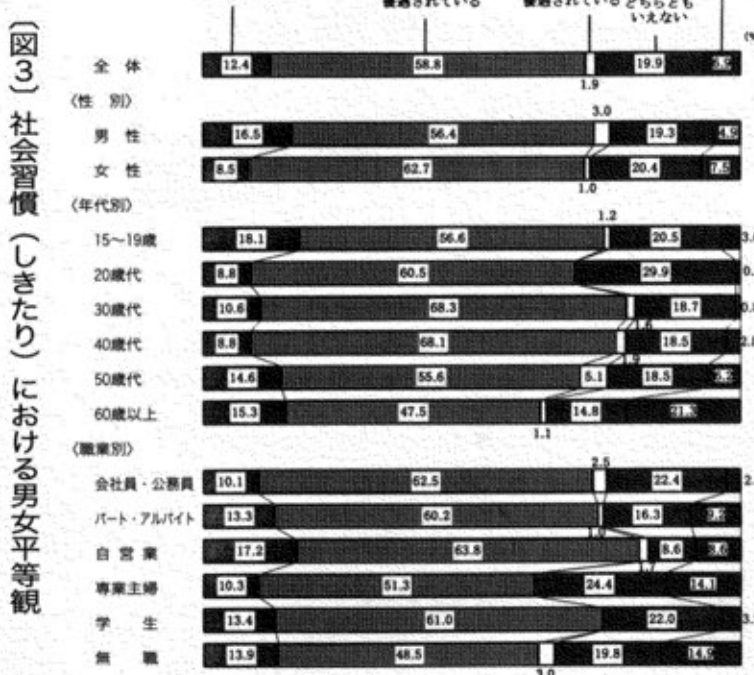 〔図3〕 社会習慣(しきたり)における男女平等観
優遇されている
優遇されている
どちらとも
いえない
全体 12.4 58.8 1.9 19.9
〈性 別〉
男性 16.5 56.4 3.0 19.3 4.9
女性 8.5 62.7 1.0 20.4 7.5
〈年代別〉
15~19歳 18.1 56.6 1.2 20.5
20歳代 8.8 60.5 29.9
30歳代 10.6 68.3 1.6 18.7
40歳代 8.8 68.1 18.5
50歳代 14.6 55.6 5.1 18.5
60歳以上 15.3 47.5 1.1 14.8 21.3
〈職業別〉
会社員・公務員 10.1 62.5 2.5 22.4
パート・アルバイト 13.3 60.2 16.3
自営業 17.2 63.8 1.7 8.6 8.6
専業主婦 10.3 51.3 24.4 14.1
学生 13.4 61.0 22.0
無職 13.9 48.5 3.0 19.8 14.9